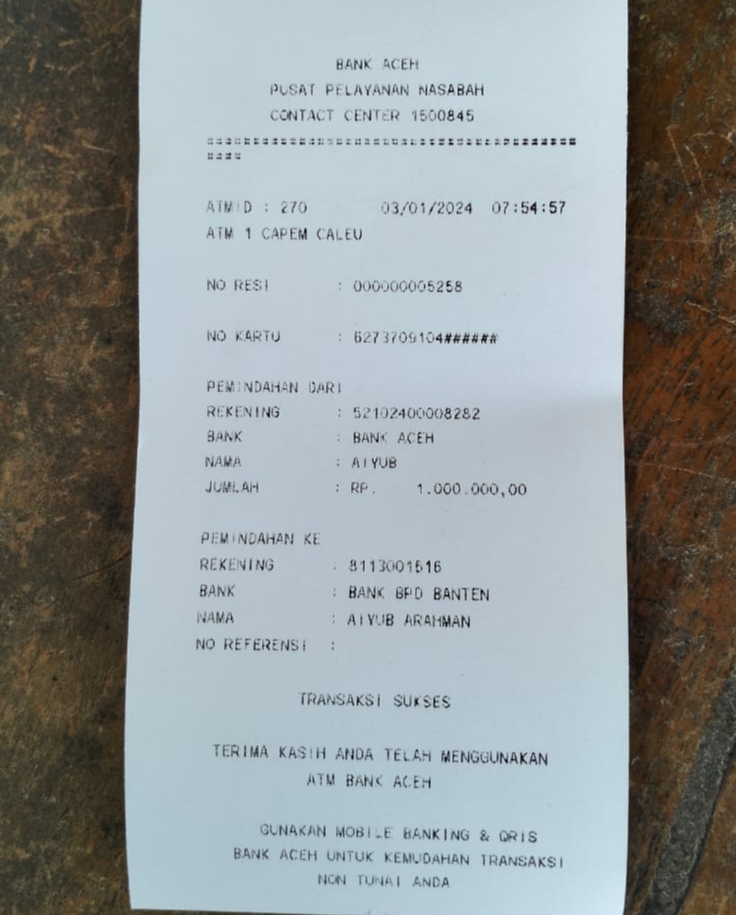 BANK ACEH
PUSAT PELAYANAN NASABAH
CONTACT CENTER 1500845
==========================================
====
ATMID : 270 03/01/2024 07:54:57
ATM 1 CAPEM CALEU
NO RESI : 000000005258
NO KARTU : 6273709104######
PEMINDAHAN DARI
REKENING : 52102400008282
BANK : BANK ACEH
NAMA : AIYUB
JUMLAH : RP. 1.000.000,00
PEMINDAHAN KE
REKENING : 8113001616
BANK : BANK BPD BANTEN
NAMA : AIYUB ARAHMAN
NO REFERENSI :
TRANSAKSI SUKSES
TERIMA KASIH ANDA TELAH MENGGUNAKAN
ATM BANK ACEH
GUNAKAN MOBILE BANKING & QRIS
BANK ACEH UNTUK KEMUDAHAN TRANSAKSI
NON TUNAI ANDA